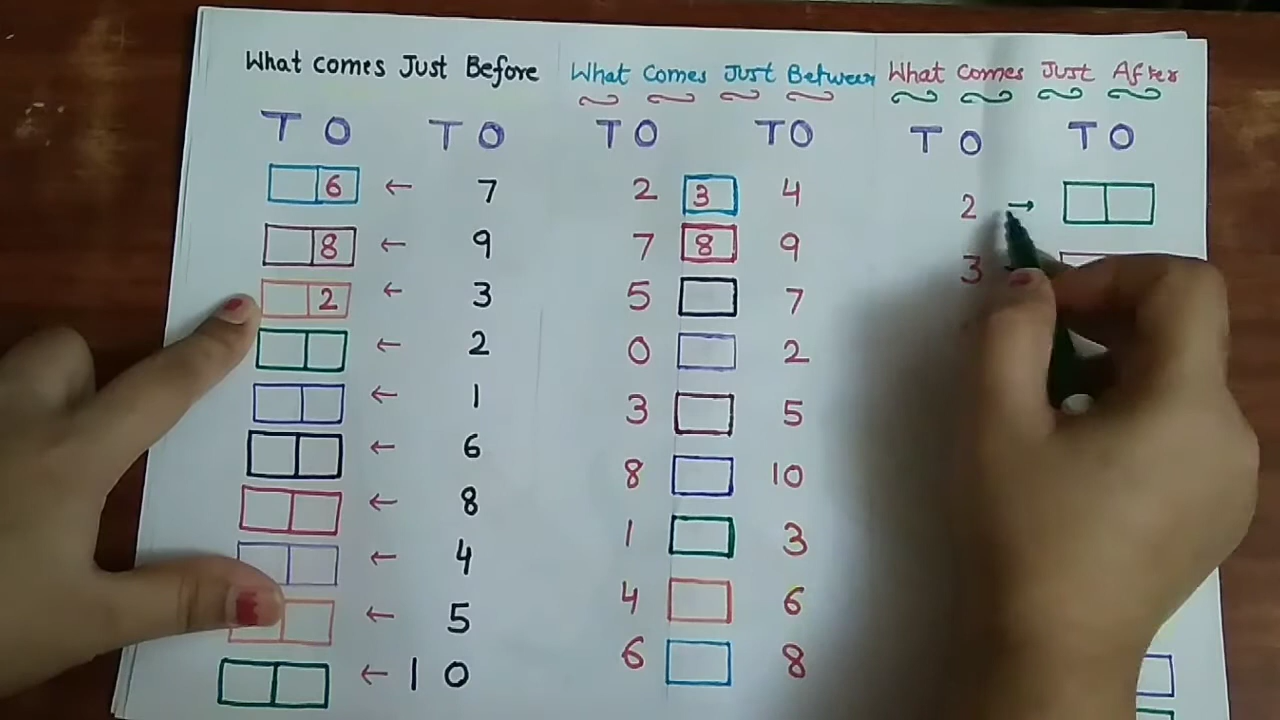 What comes Just Before What Comes Just Between What Comes Just After
T O T O T O T O T O T O
6 ← 7 2 3 4 2 →
8 ← 9 7 8 9 3
2 ← 3 5 7
← 2 0 2
← 1 3 5
← 6 8 10
← 8 1 3
← 4 4 6
← 5 6 8
← 10